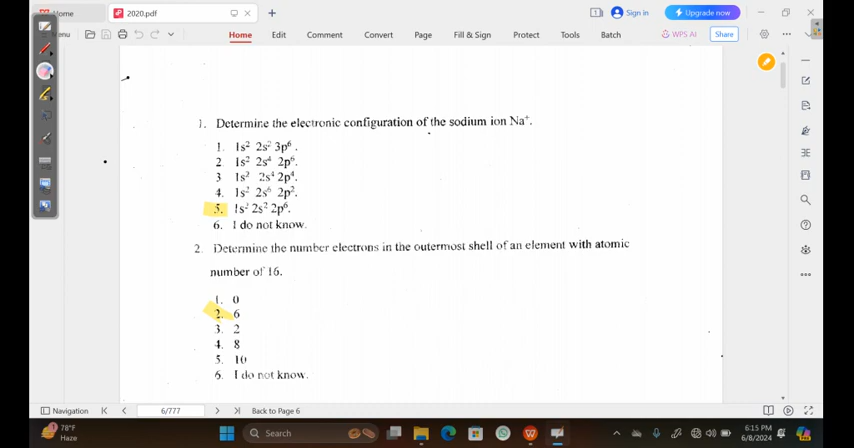 Home
2020.pdf
Sign in
Upgrade now
Menu
Home Edit Comment Convert Page Fill & Sign Protect Tools Batch
WPS AI
Share
1. Determine the electronic configuration of the sodium ion Na⁺.
1. 1s² 2s² 3p⁶.
2 1s² 2s⁴ 2p⁶.
3 1s² 2s⁴ 2p⁴.
4. 1s² 2s⁶ 2p².
5. 1s² 2s² 2p⁶.
6. I do not know.
2. Determine the number electrons in the outermost shell of an element with atomic
number of 16.
1. 0
2. 6
3. 2
4. 8
5. 10
6. I do not know.
Navigation
6/777
Back to Page 6
78°F
Haze
Search
6:15 PM
6/8/2024